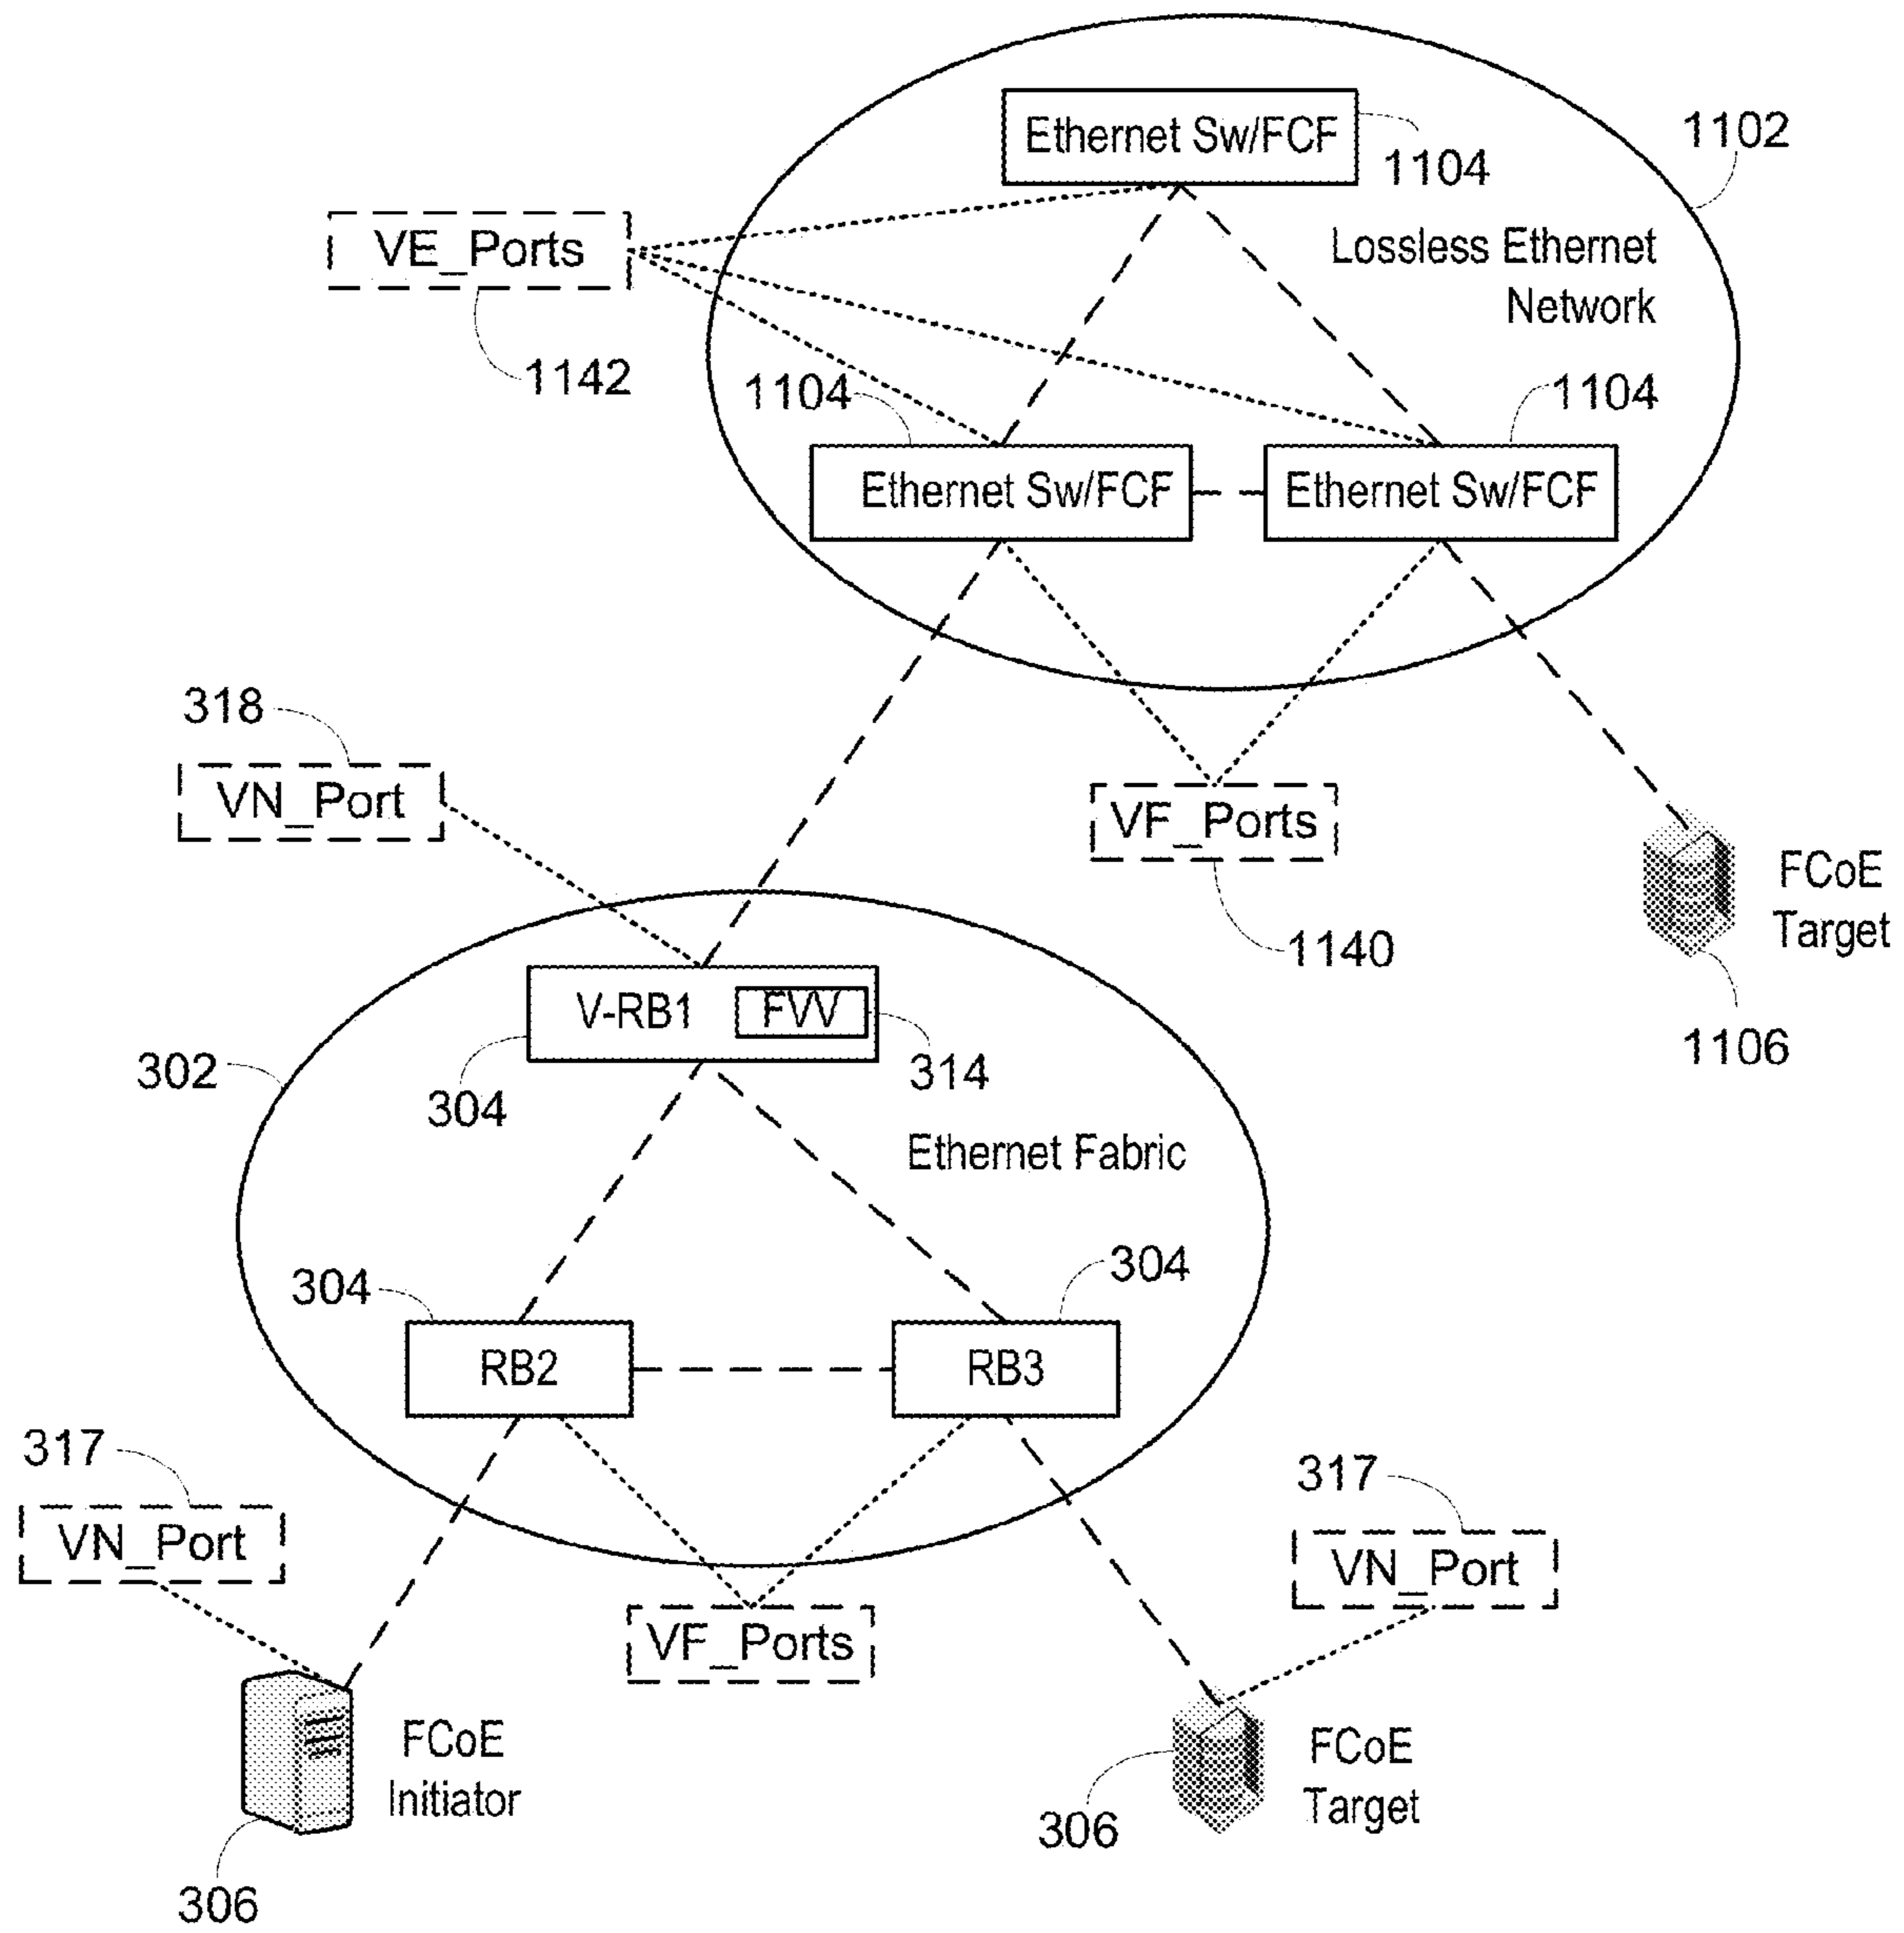 Ethernet Sw/FCF
1104
1102
VE_Ports
Lossless Ethernet
Network
1142
1104
1104
Ethernet Sw/FCF
Ethernet Sw/FCF
318
VN_Port
VF_Ports
FCoE
Target
1140
V-RB1
FVV
1106
302
304
314
Ethernet Fabric
304
304
RB2
RB3
317
317
VN_Port
VN_Port
VF_Ports
FCoE
Initiator
FCoE
Target
306
306